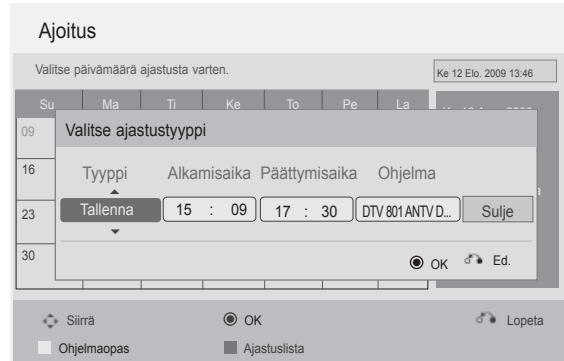 Ajoitus
Valitse päivämäärä ajastusta varten.
Ke 12 Elo. 2009 13:46
Su Ma Ti Ke To Pe La
09
Valitse ajastustyyppi
16
Tyyppi Alkamisaika Päättymisaika Ohjelma
23
Tallenna 15 : 09 17 : 30 DTV 801 ANTV D... Sulje
30
OK Ed.
Siirrä OK Lopeta
Ohjelmaopas Ajastuslista